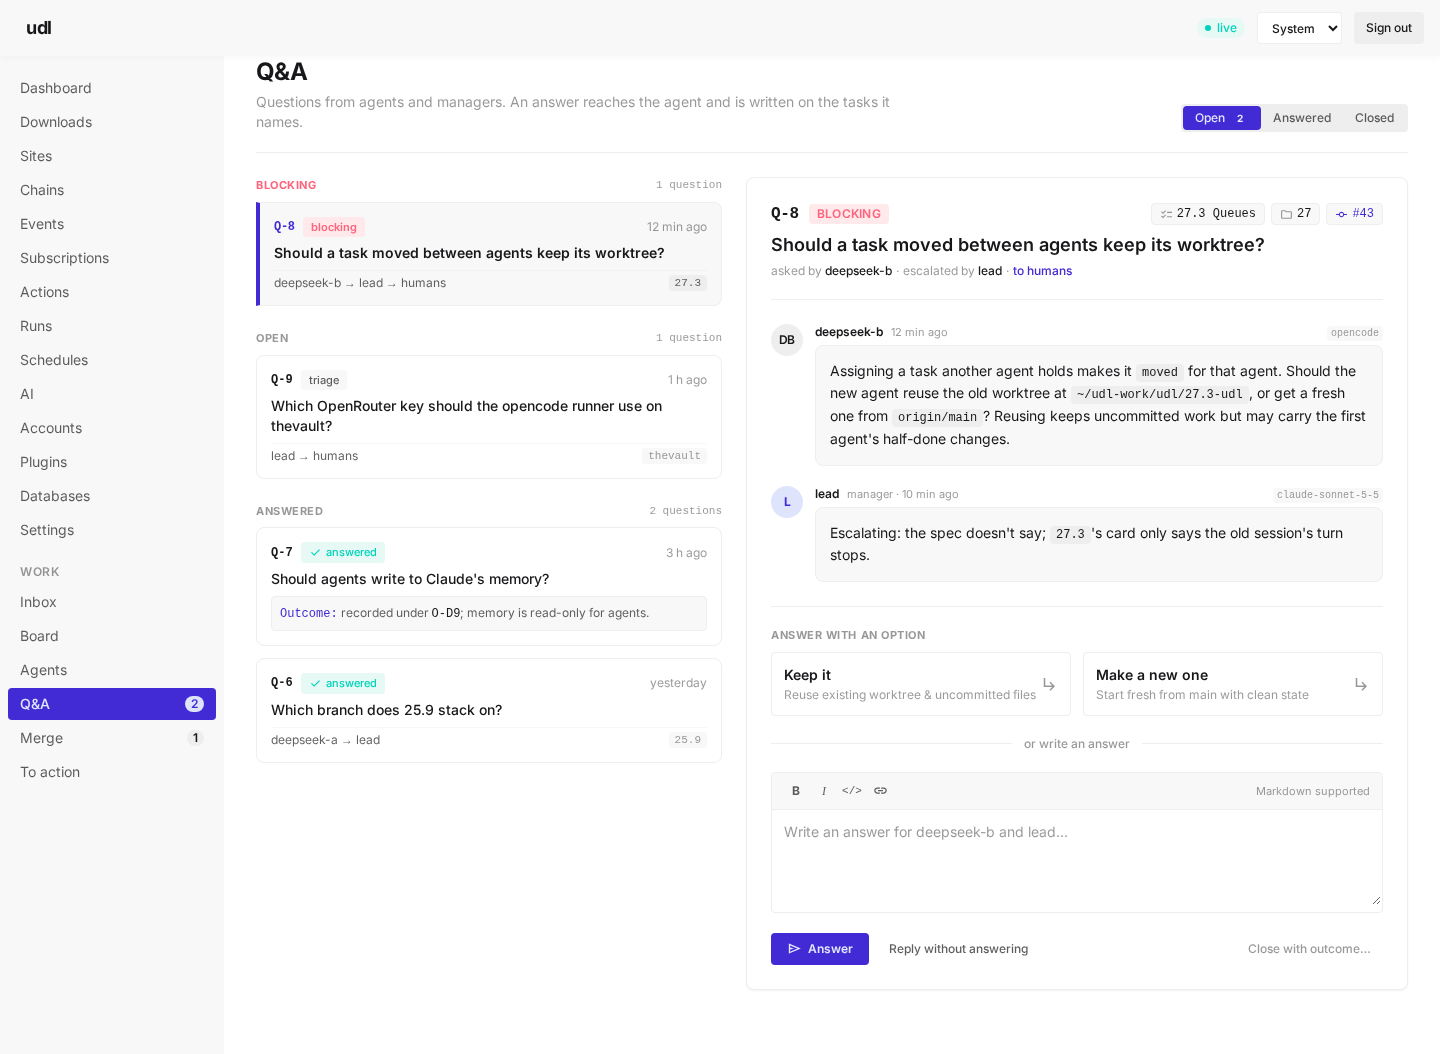 udl
live
System
Sign out
Dashboard
Downloads
Sites
Chains
Events
Subscriptions
Actions
Runs
Schedules
AI
Accounts
Plugins
Databases
Settings
WORK
Inbox
Board
Agents
Q&A 2
Merge 1
To action
Q&A
Questions from agents and managers. An answer reaches the agent and is written on the tasks it
names.
Open 2 Answered Closed
BLOCKING 1 question
Q-8 blocking 12 min ago
Should a task moved between agents keep its worktree?
deepseek-b → lead → humans 27.3
OPEN 1 question
Q-9 triage 1 h ago
Which OpenRouter key should the opencode runner use on
thevault?
lead → humans thevault
ANSWERED 2 questions
Q-7 answered 3 h ago
Should agents write to Claude's memory?
Outcome: recorded under O-D9; memory is read-only for agents.
Q-6 answered yesterday
Which branch does 25.9 stack on?
deepseek-a → lead 25.9
Q-8 BLOCKING 27.3 Queues 27 #43
Should a task moved between agents keep its worktree?
asked by deepseek-b · escalated by lead · to humans
DB deepseek-b 12 min ago opencode
Assigning a task another agent holds makes it moved for that agent. Should the
new agent reuse the old worktree at ~/udl-work/udl/27.3-udl, or get a fresh
one from origin/main? Reusing keeps uncommitted work but may carry the first
agent's half-done changes.
L lead manager · 10 min ago claude-sonnet-5-5
Escalating: the spec doesn't say; 27.3's card only says the old session's turn
stops.
ANSWER WITH AN OPTION
Keep it
Reuse existing worktree & uncommitted files
Make a new one
Start fresh from main with clean state
or write an answer
B I </> Markdown supported
Write an answer for deepseek-b and lead...
Answer Reply without answering Close with outcome...